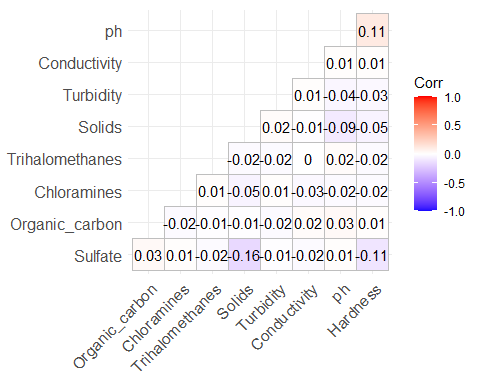 ph 0.11
Conductivity 0.01 0.01
Corr
Turbidity 0.01 -0.04 -0.03
1.0
Solids 0.02 -0.01 -0.09 -0.05
0.5
Trihalomethanes -0.02 -0.02 0 0.02 -0.02
0.0
Chloramines 0.01 -0.05 0.01 -0.03 -0.02 -0.02
-0.5
Organic_carbon -0.02 -0.01 -0.01 -0.02 0.02 0.03 0.01
-1.0
Sulfate 0.03 0.01 -0.02 -0.16 -0.01 -0.02 0.01 -0.11
Organic_carbon
Chloramines
Trihalomethanes
Solids
Turbidity
Conductivity
ph
Hardness